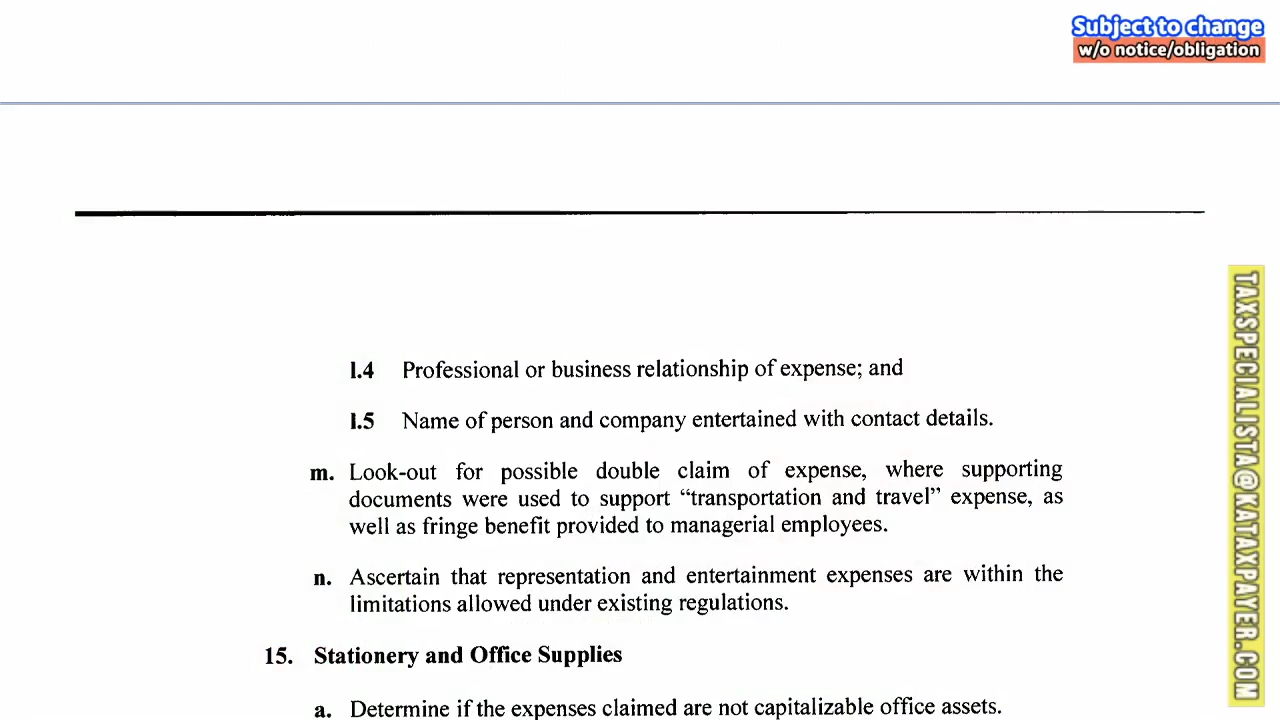 Subject to change
w/o notice/obligation
l.4 Professional or business relationship of expense; and
l.5 Name of person and company entertained with contact details.
m. Look-out for possible double claim of expense, where supporting
documents were used to support “transportation and travel” expense, as
well as fringe benefit provided to managerial employees.
n. Ascertain that representation and entertainment expenses are within the
limitations allowed under existing regulations.
15. Stationery and Office Supplies
a. Determine if the expenses claimed are not capitalizable office assets.
TAXSPECIALISTA@KATAXPAYER.COM